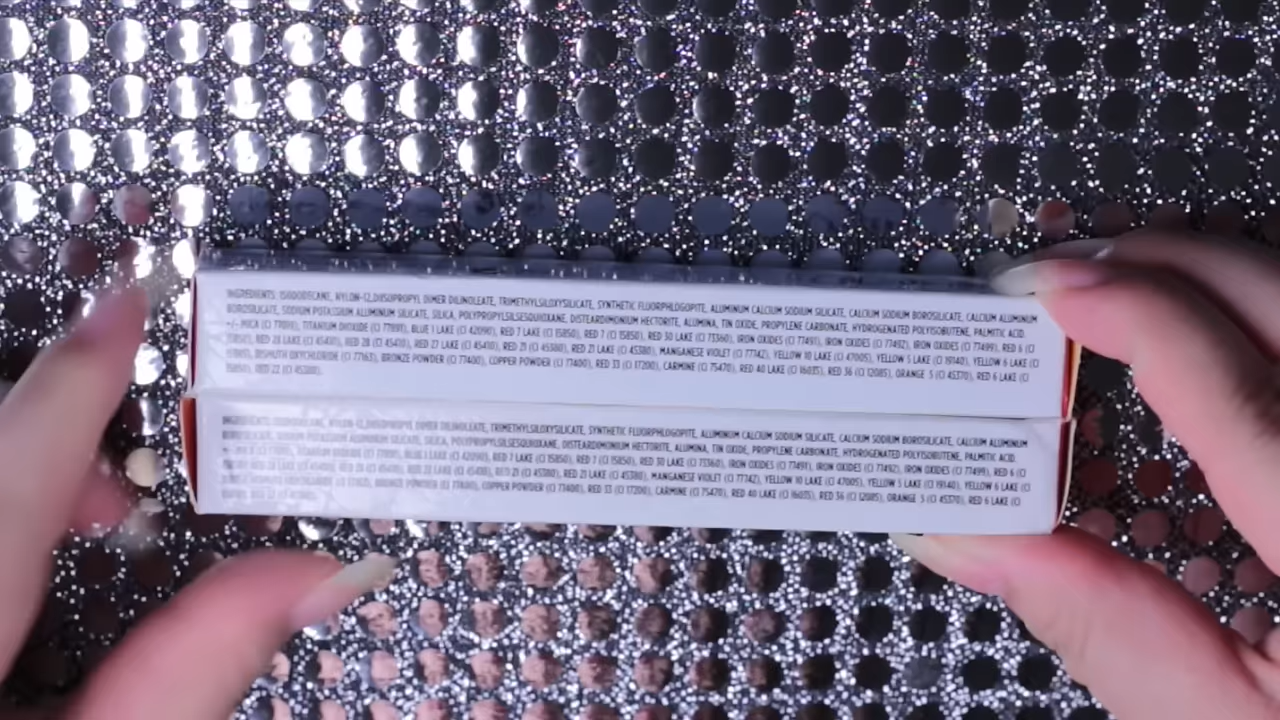 INGREDIENTS: ISODODECANE, NYLON-12, DIISOPROPYL DIMER DILINOLEATE, TRIMETHYLSILOXYSILICATE, SYNTHETIC FLUORPHLOGOPITE, ALUMINUM CALCIUM SODIUM SILICATE, CALCIUM SODIUM BOROSILICATE, CALCIUM ALUMINUM
BOROSILICATE, SODIUM POTASSIUM ALUMINUM SILICATE, SILICA, POLYPROPYLSILSESQUIOXANE, DISTEARDIMONIUM HECTORITE, ALUMINA, TIN OXIDE, PROPYLENE CARBONATE, HYDROGENATED POLYISOBUTENE, PALMITIC ACID.
+/- MICA (CI 77019), TITANIUM DIOXIDE (CI 77891), BLUE 1 LAKE (CI 42090), RED 7 LAKE (CI 15850), RED 7 (CI 15850), RED 30 LAKE (CI 73360), IRON OXIDES (CI 77491), IRON OXIDES (CI 77492), IRON OXIDES (CI 77499), RED 6 (CI
15850), RED 28 LAKE (CI 45410), RED 28 (CI 45410), RED 27 LAKE (CI 45410), RED 21 (CI 45380), RED 21 LAKE (CI 45380), MANGANESE VIOLET (CI 77742), YELLOW 10 LAKE (CI 47005), YELLOW 5 LAKE (CI 19140), YELLOW 6 LAKE (CI
15985), BISMUTH OXYCHLORIDE (CI 77163), BRONZE POWDER (CI 77400), COPPER POWDER (CI 77400), RED 33 (CI 17200), CARMINE (CI 75470), RED 40 LAKE (CI 16035), RED 36 (CI 12085), ORANGE 5 (CI 45370), RED 6 LAKE (CI
15850), RED 22 (CI 45380).
INGREDIENTS: ISODODECANE, NYLON-12, DIISOPROPYL DIMER DILINOLEATE, TRIMETHYLSILOXYSILICATE, SYNTHETIC FLUORPHLOGOPITE, ALUMINUM CALCIUM SODIUM SILICATE, CALCIUM SODIUM BOROSILICATE, CALCIUM ALUMINUM
BOROSILICATE, SODIUM POTASSIUM ALUMINUM SILICATE, SILICA, POLYPROPYLSILSESQUIOXANE, DISTEARDIMONIUM HECTORITE, ALUMINA, TIN OXIDE, PROPYLENE CARBONATE, HYDROGENATED POLYISOBUTENE, PALMITIC ACID.
TITANIUM DIOXIDE (CI 77891), BLUE 1 LAKE (CI 42090), RED 7 LAKE (CI 15850), RED 7 (CI 15850), RED 30 LAKE (CI 73360), IRON OXIDES (CI 77491), IRON OXIDES (CI 77492), IRON OXIDES (CI 77499), RED 6 (CI
RED 21 (CI 45380), RED 21 LAKE (CI 45380), MANGANESE VIOLET (CI 77742), YELLOW 10 LAKE (CI 47005), YELLOW 5 LAKE (CI 19140), YELLOW 6 LAKE (CI
BRONZE POWDER (CI 77400), COPPER POWDER (CI 77400), RED 33 (CI 17200), CARMINE (CI 75470), RED 40 LAKE (CI 16035), RED 36 (CI 12085), ORANGE 5 (CI 45370), RED 6 LAKE (CI